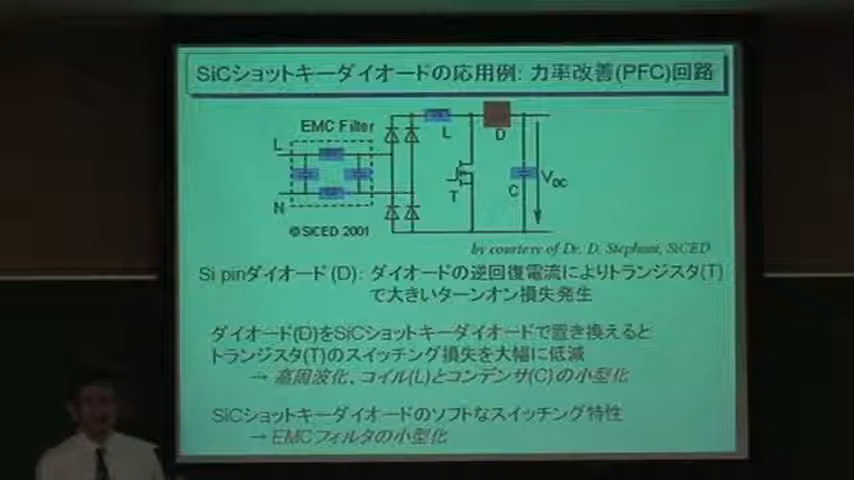 SiCショットキーダイオードの応用例: 力率改善(PFC)回路
EMC Filter
L
L
D
T
C
VDC
N
©SiCED 2001
by courtesy of Dr. D. Stephani, SiCED
Si pinダイオード(D): ダイオードの逆回復電流によりトランジスタ(T)
で大きいターンオン損失発生
ダイオード(D)をSiCショットキーダイオードで置き換えると
トランジスタ(T)のスイッチング損失を大幅に低減
→ 高周波化、コイル(L)とコンデンサ(C)の小型化
SiCショットキーダイオードのソフトなスイッチング特性
→ EMCフィルタの小型化